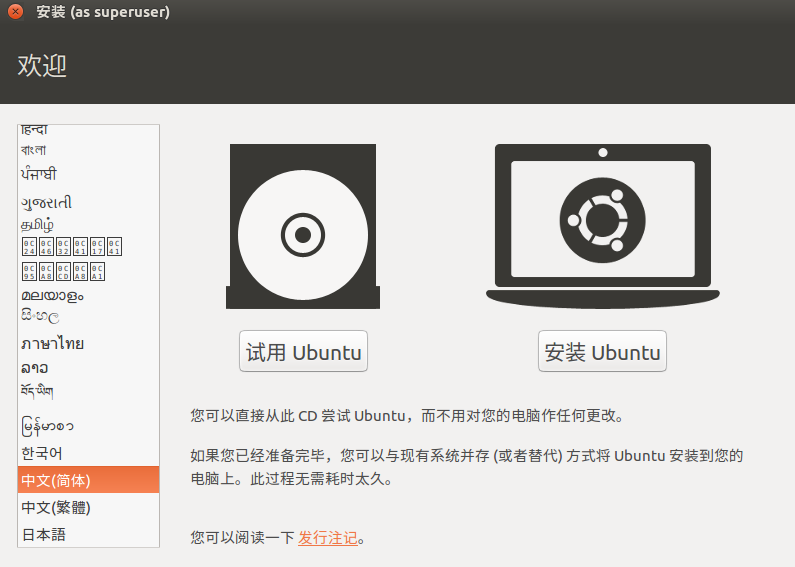 安装 (as superuser)
欢迎
हिन्दी
বাংলা
ਪੰਜਾਬੀ
ગુજરાતી
தமிழ்
മലയാളം
සිංහල
ภาษาไทย
ລາວ
བོད་ཡིག
မြန်မာစာ
한국어
中文(简体)
中文(繁體)
日本語
试用 Ubuntu
安装 Ubuntu
您可以直接从此 CD 尝试 Ubuntu，而不用对您的电脑作任何更改。
如果您已经准备完毕，您可以与现有系统并存 (或者替代) 方式将 Ubuntu 安装到您的
电脑上。此过程无需耗时太久。
您可以阅读一下 发行注记。